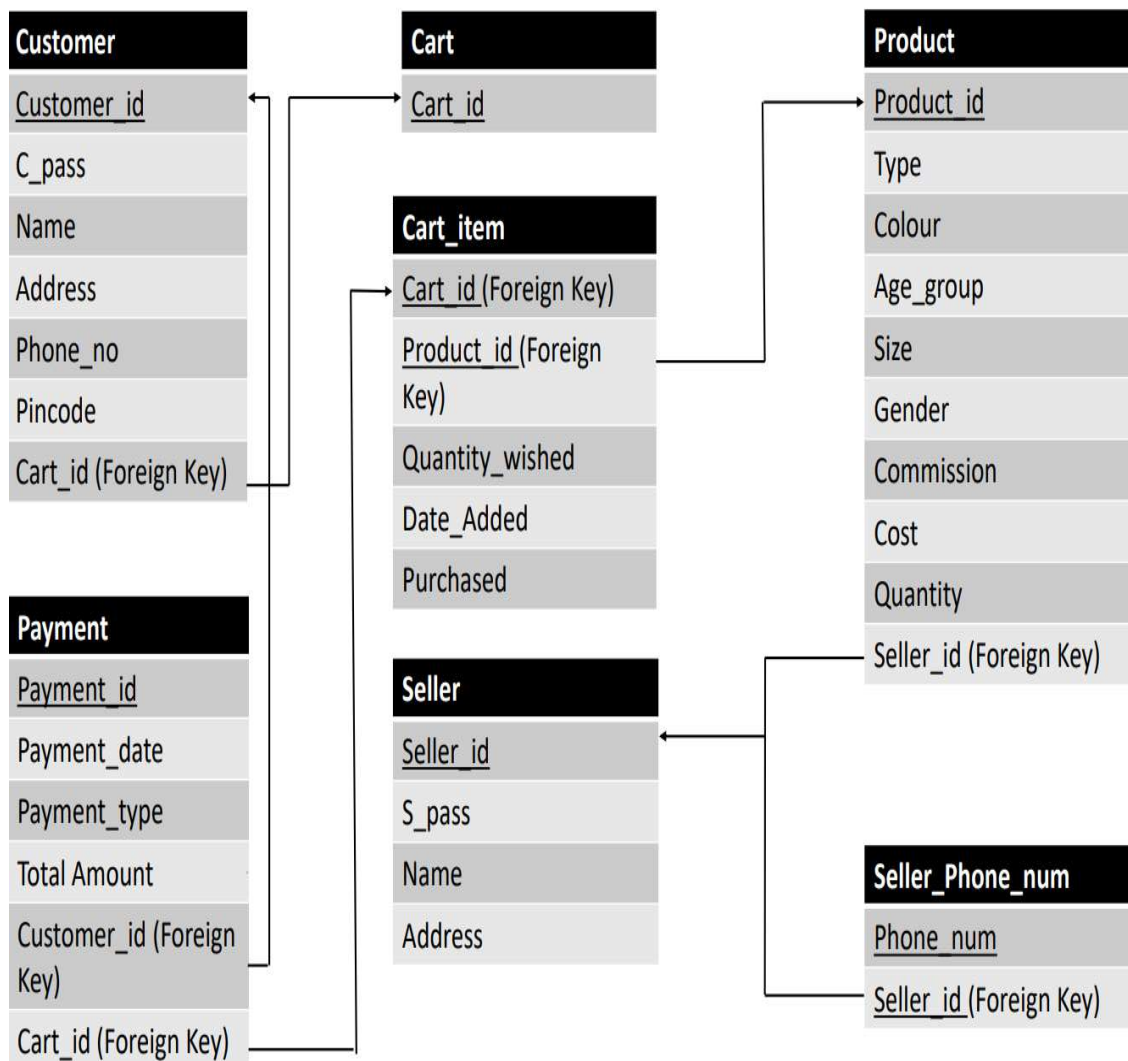 Customer
Customer_id
C_pass
Name
Address
Phone_no
Pincode
Cart_id (Foreign Key)
Payment
Payment_id
Payment_date
Payment_type
Total Amount
Customer_id (Foreign
Key)
Cart_id (Foreign Key)
Cart
Cart_id
Cart_item
Cart_id (Foreign Key)
Product_id (Foreign
Key)
Quantity_wished
Date_Added
Purchased
Seller
Seller_id
S_pass
Name
Address
Product
Product_id
Type
Colour
Age_group
Size
Gender
Commission
Cost
Quantity
Seller_id (Foreign Key)
Seller_Phone_num
Phone_num
Seller_id (Foreign Key)